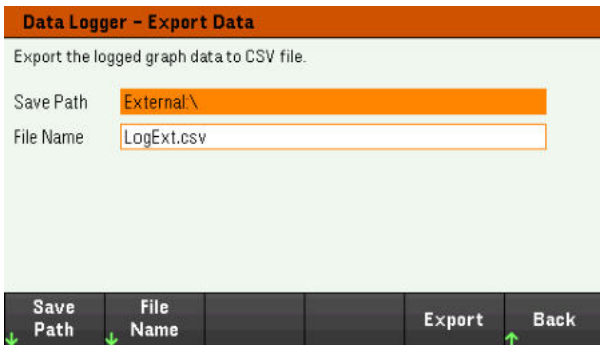 Data Logger - Export Data
Export the logged graph data to CSV file.
Save Path External:\
File Name LogExt.csv
Save Path File Name Export Back